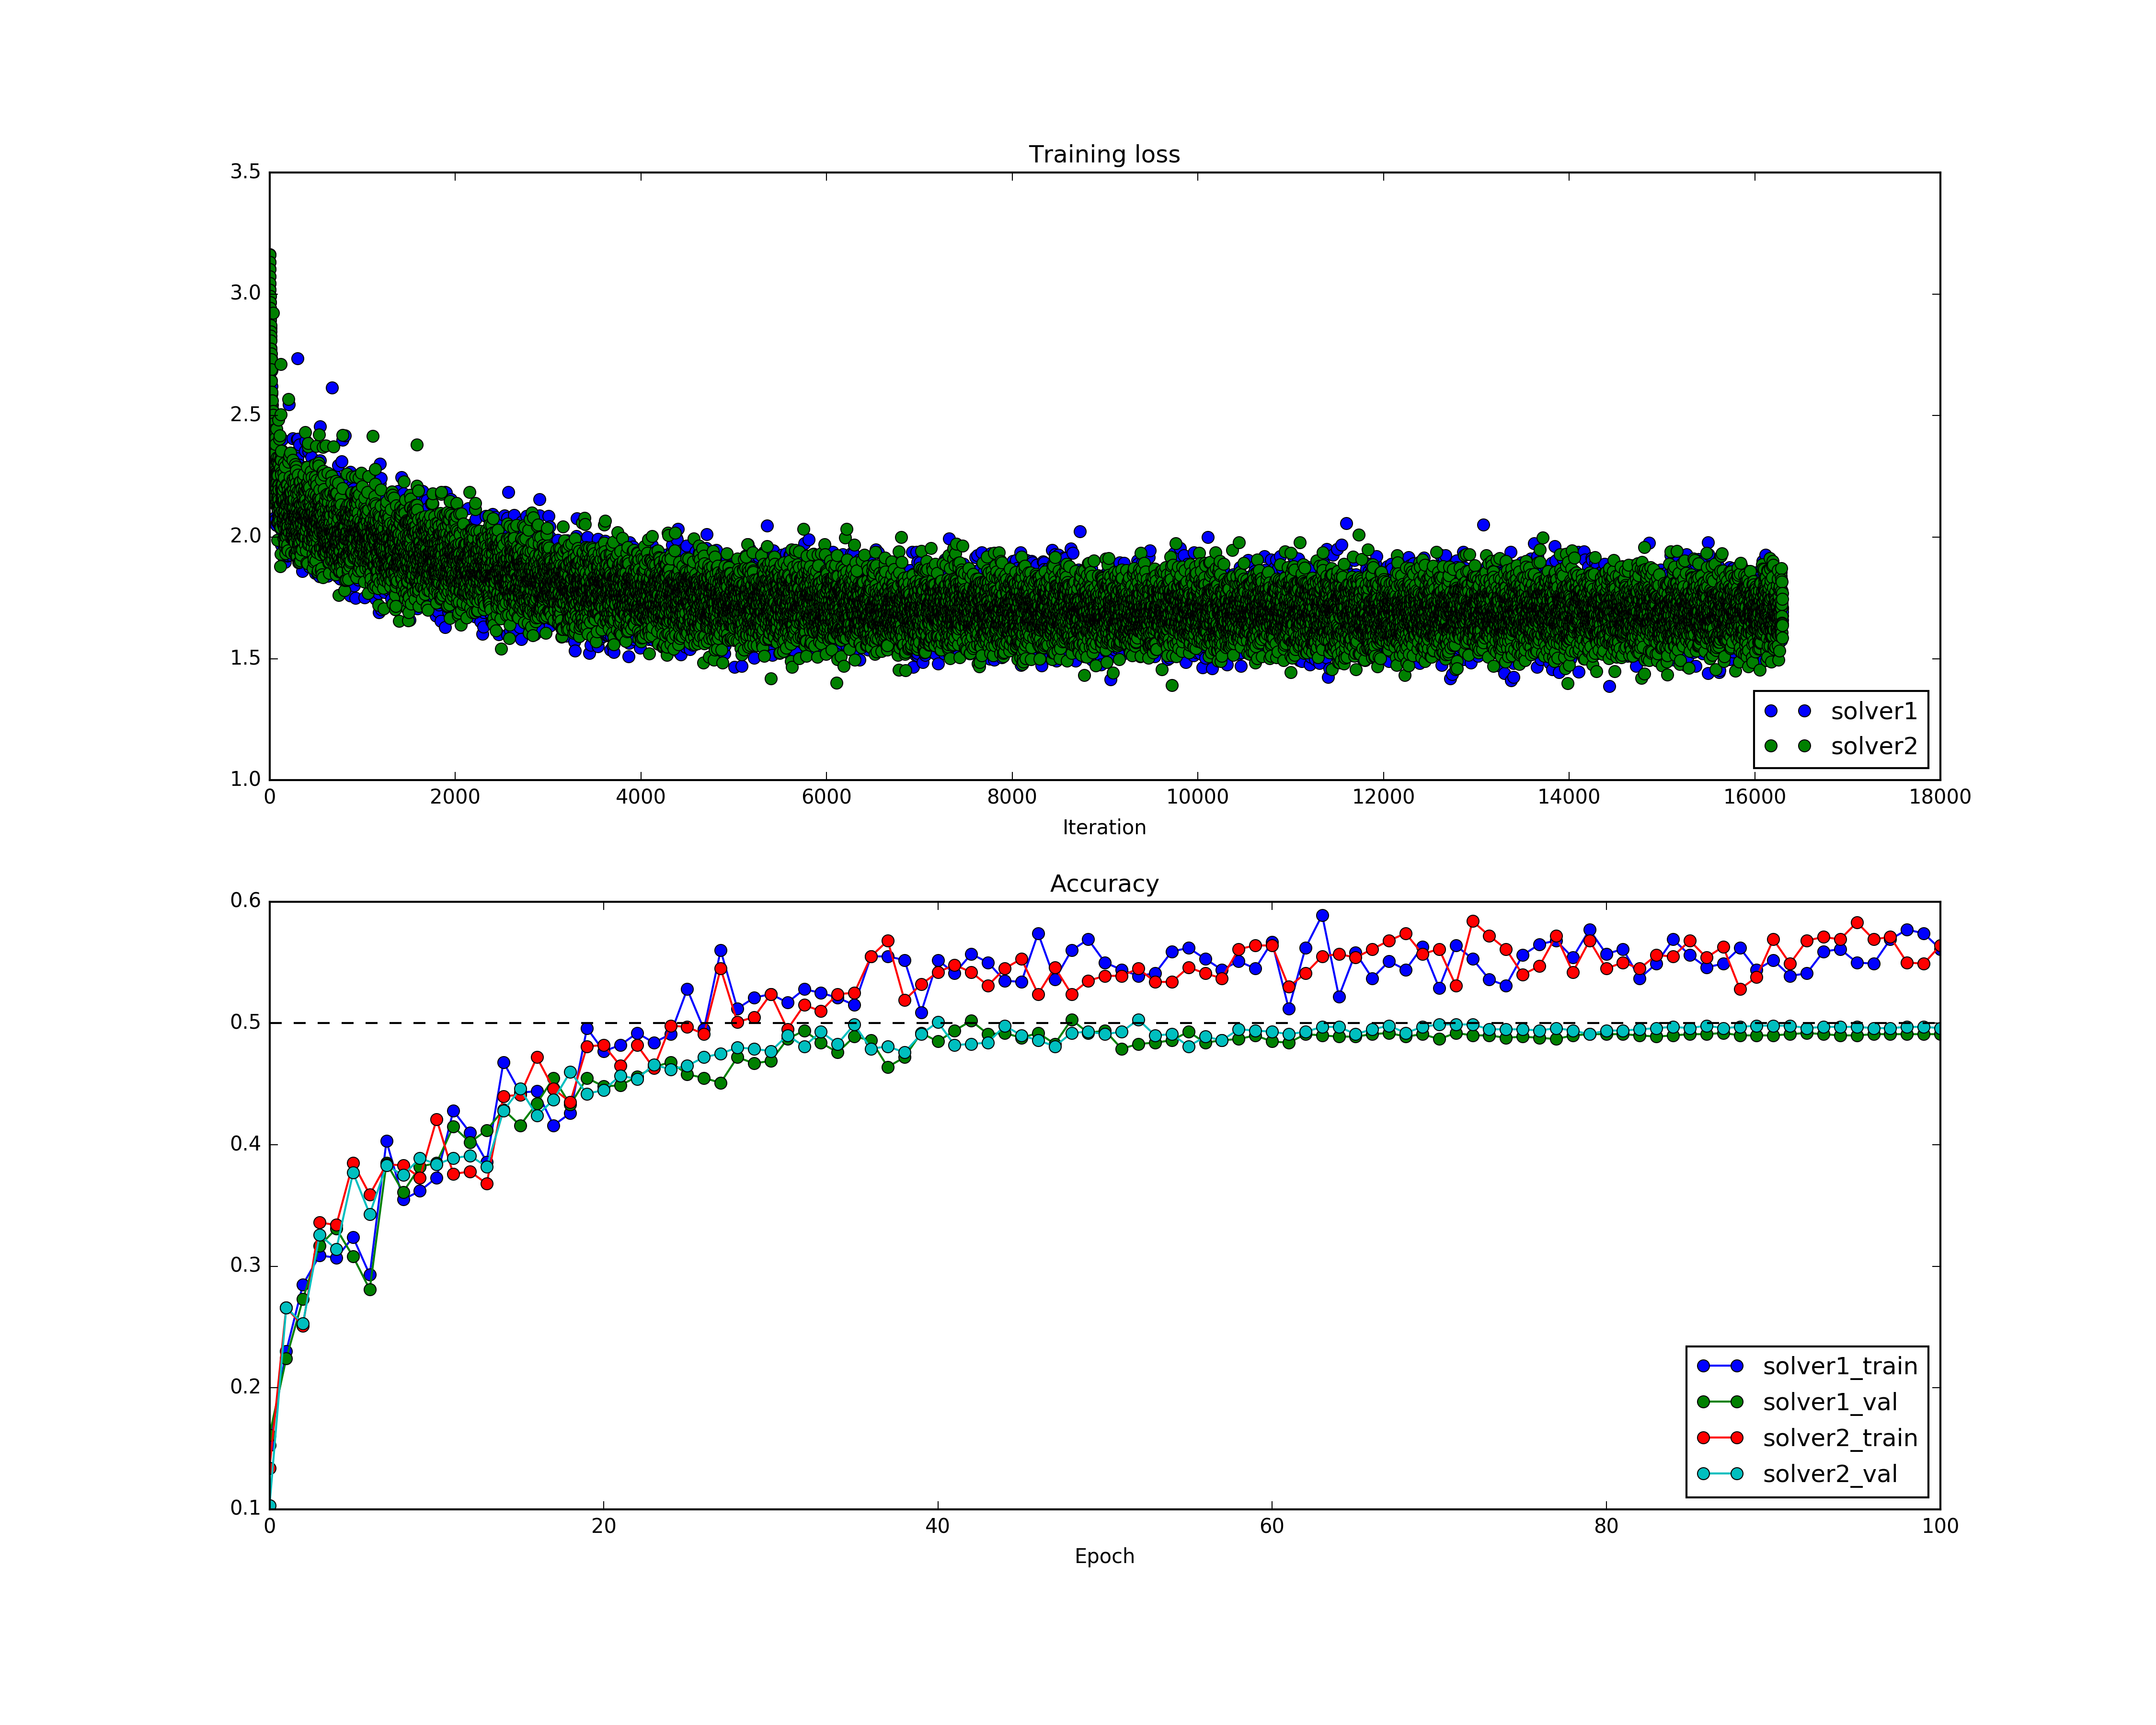 Training loss
3.5
3.0
2.5
2.0
1.5
1.0
solver1
solver2
0 2000 4000 6000 8000 10000 12000 14000 16000 18000
Iteration
Accuracy
0.6
0.5
0.4
0.3
0.2
0.1
solver1_train
solver1_val
solver2_train
solver2_val
0 20 40 60 80 100
Epoch